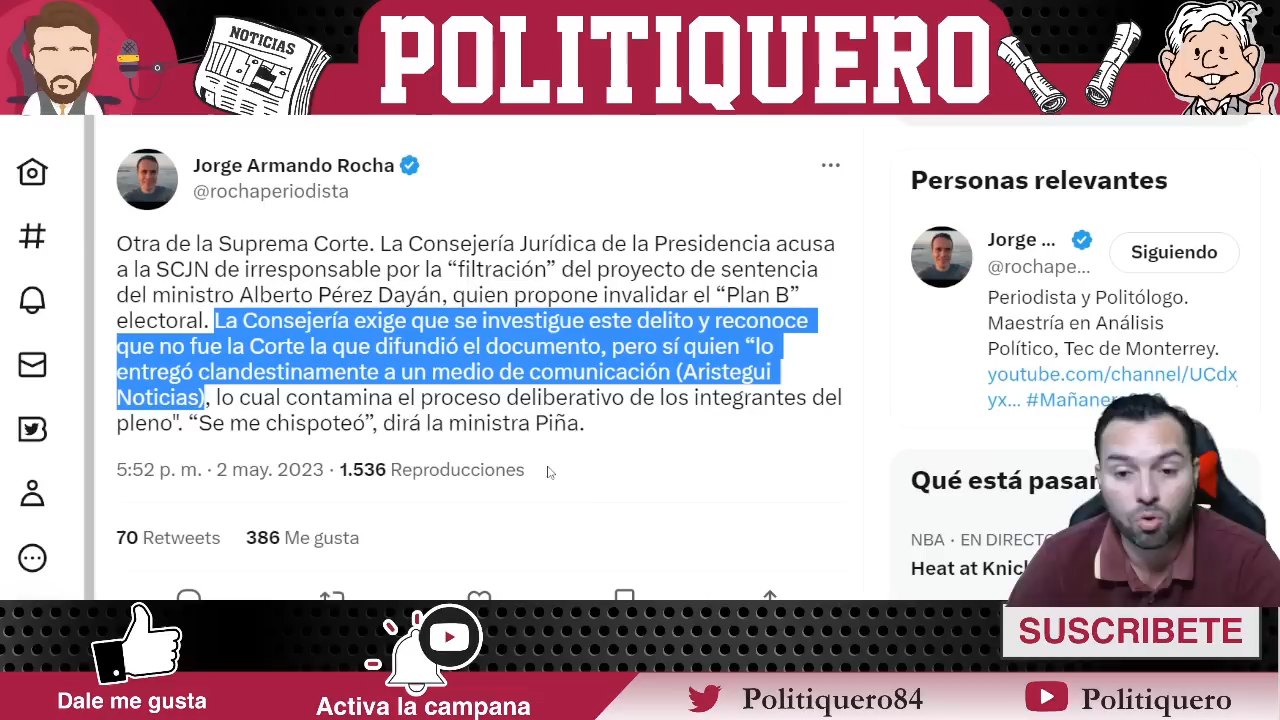 NOTICIAS
POLITIQUERO
Jorge Armando Rocha
@rochaperiodista
Otra de la Suprema Corte. La Consejería Jurídica de la Presidencia acusa
a la SCJN de irresponsable por la “filtración” del proyecto de sentencia
del ministro Alberto Pérez Dayán, quien propone invalidar el “Plan B”
electoral. La Consejería exige que se investigue este delito y reconoce
que no fue la Corte la que difundió el documento, pero sí quien “lo
entregó clandestinamente a un medio de comunicación (Aristegui
Noticias), lo cual contamina el proceso deliberativo de los integrantes del
pleno". “Se me chispoteó”, dirá la ministra Piña.
5:52 p. m. · 2 may. 2023 · 1.536 Reproducciones
70 Retweets 386 Me gusta
Personas relevantes
Jorge ...
@rochape...
Siguiendo
Periodista y Politólogo.
Maestría en Análisis
Político, Tec de Monterrey.
youtube.com/channel/UCdx
yx...
Qué está
NBA · EN
Heat at
SUSCRIBETE
Dale me gusta
Activa la campana
Politiquero84
Politiquero